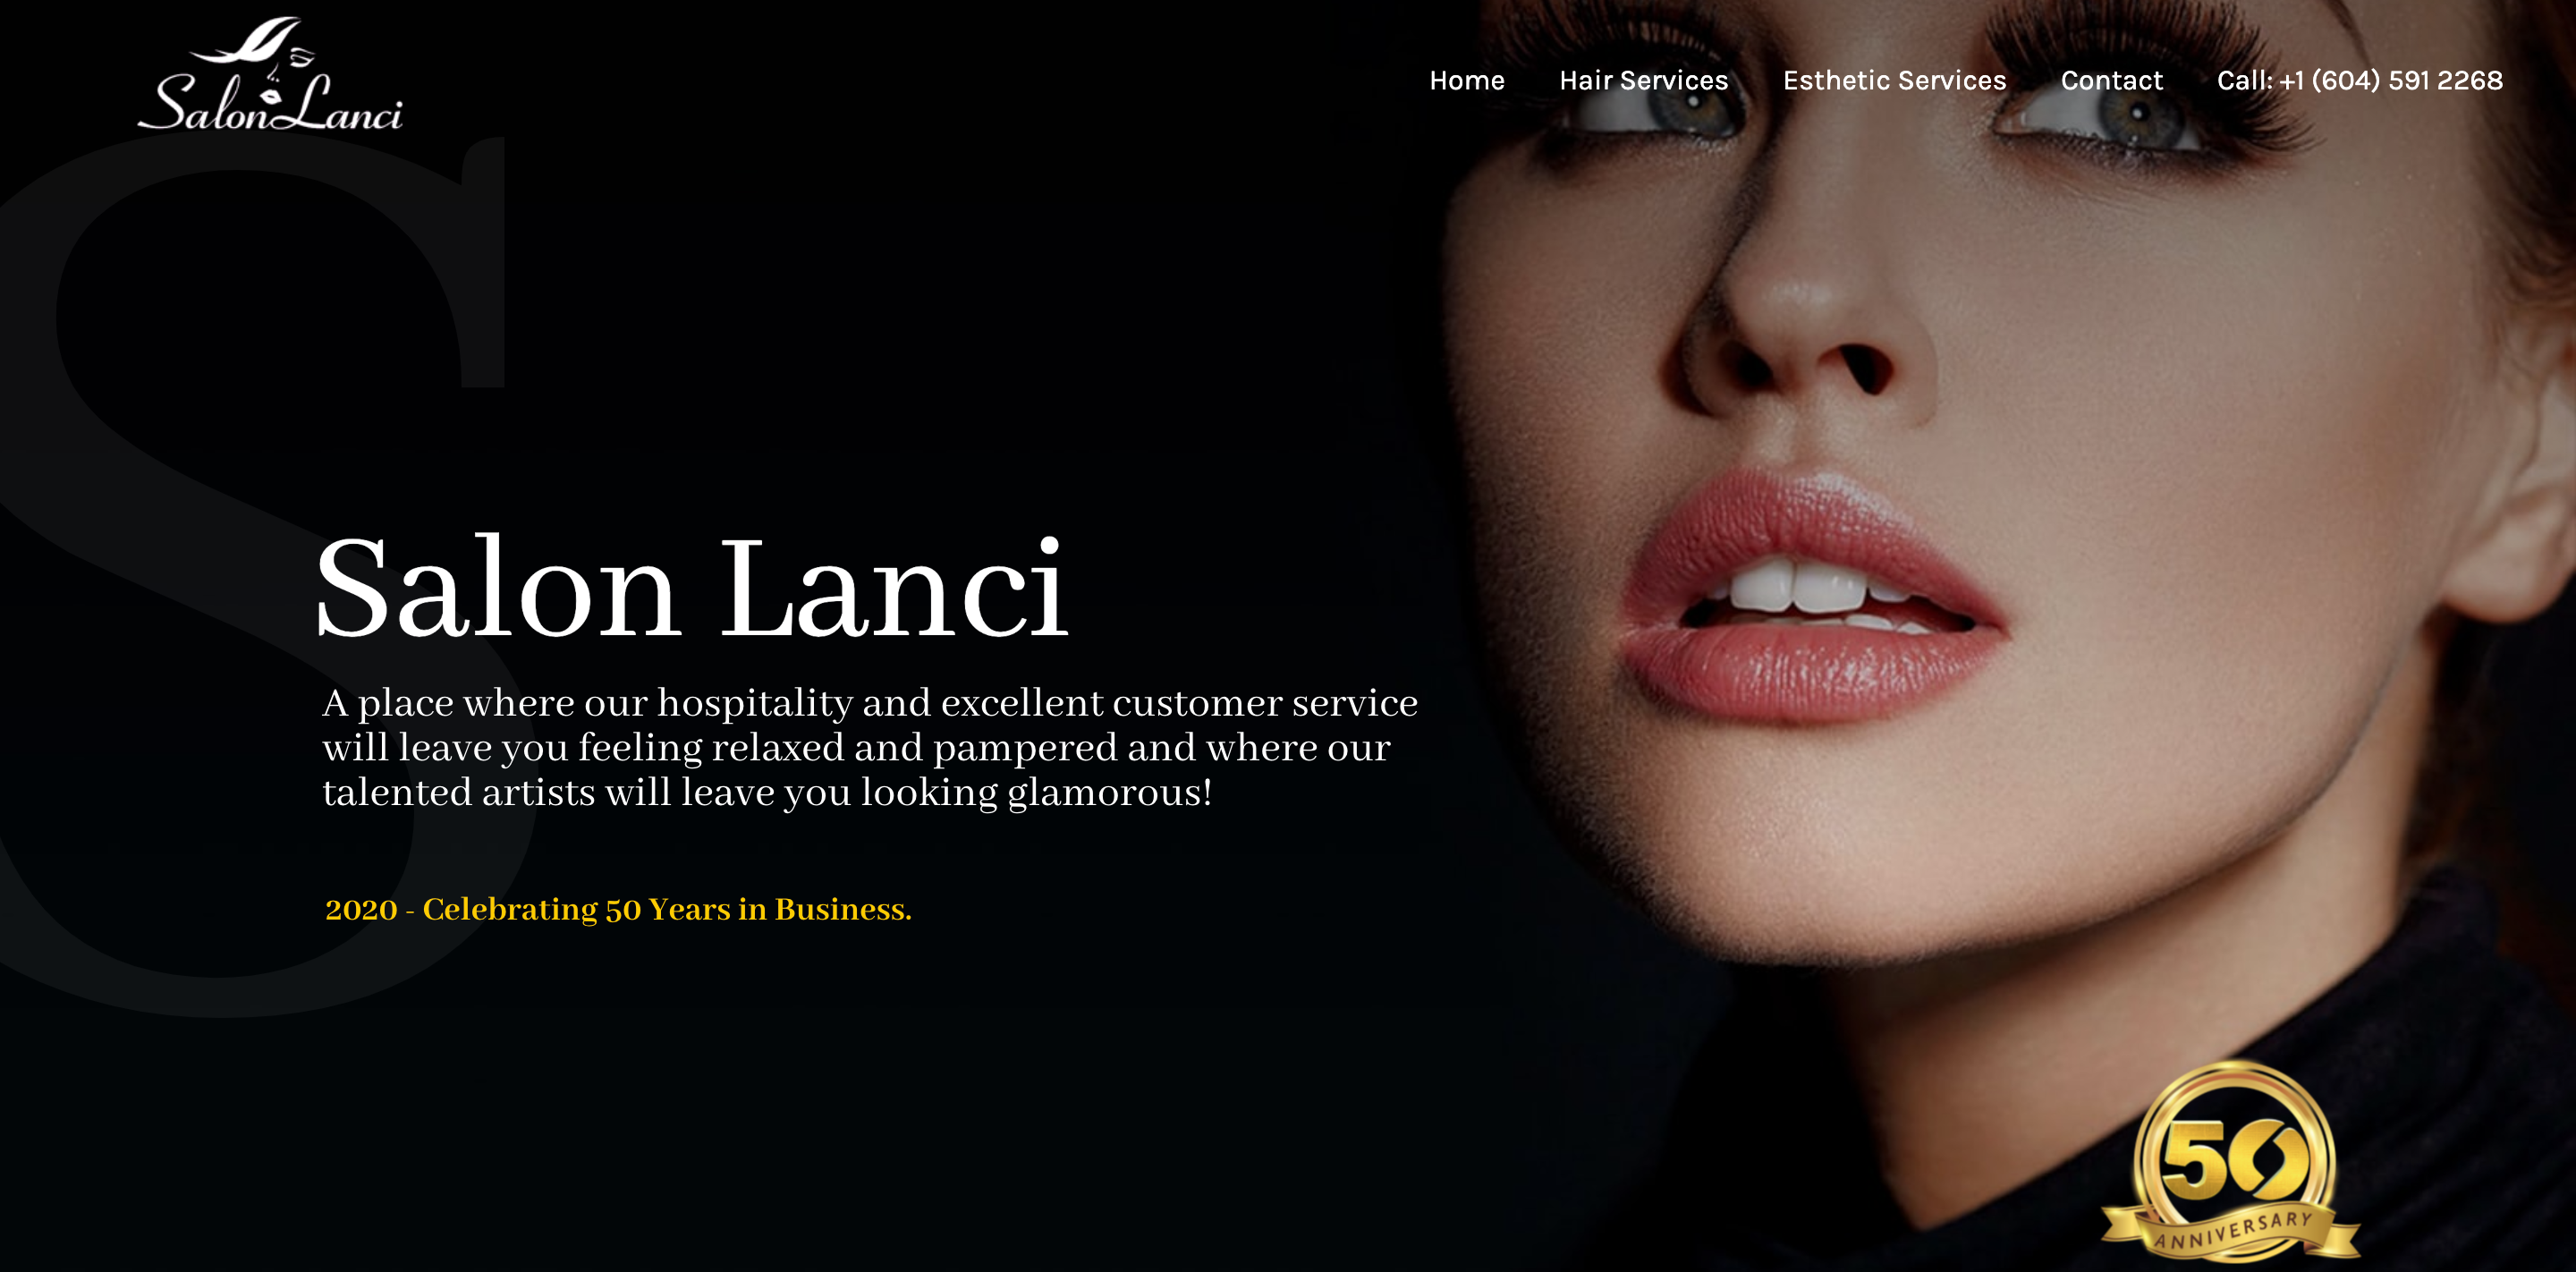 Salon Lanci
Home Hair Services Esthetic Services Contact Call: +1 (604) 591 2268
S
Salon Lanci
A place where our hospitality and excellent customer service
will leave you feeling relaxed and pampered and where our
talented artists will leave you looking glamorous!
2020 - Celebrating 50 Years in Business.
50
ANNIVERSARY